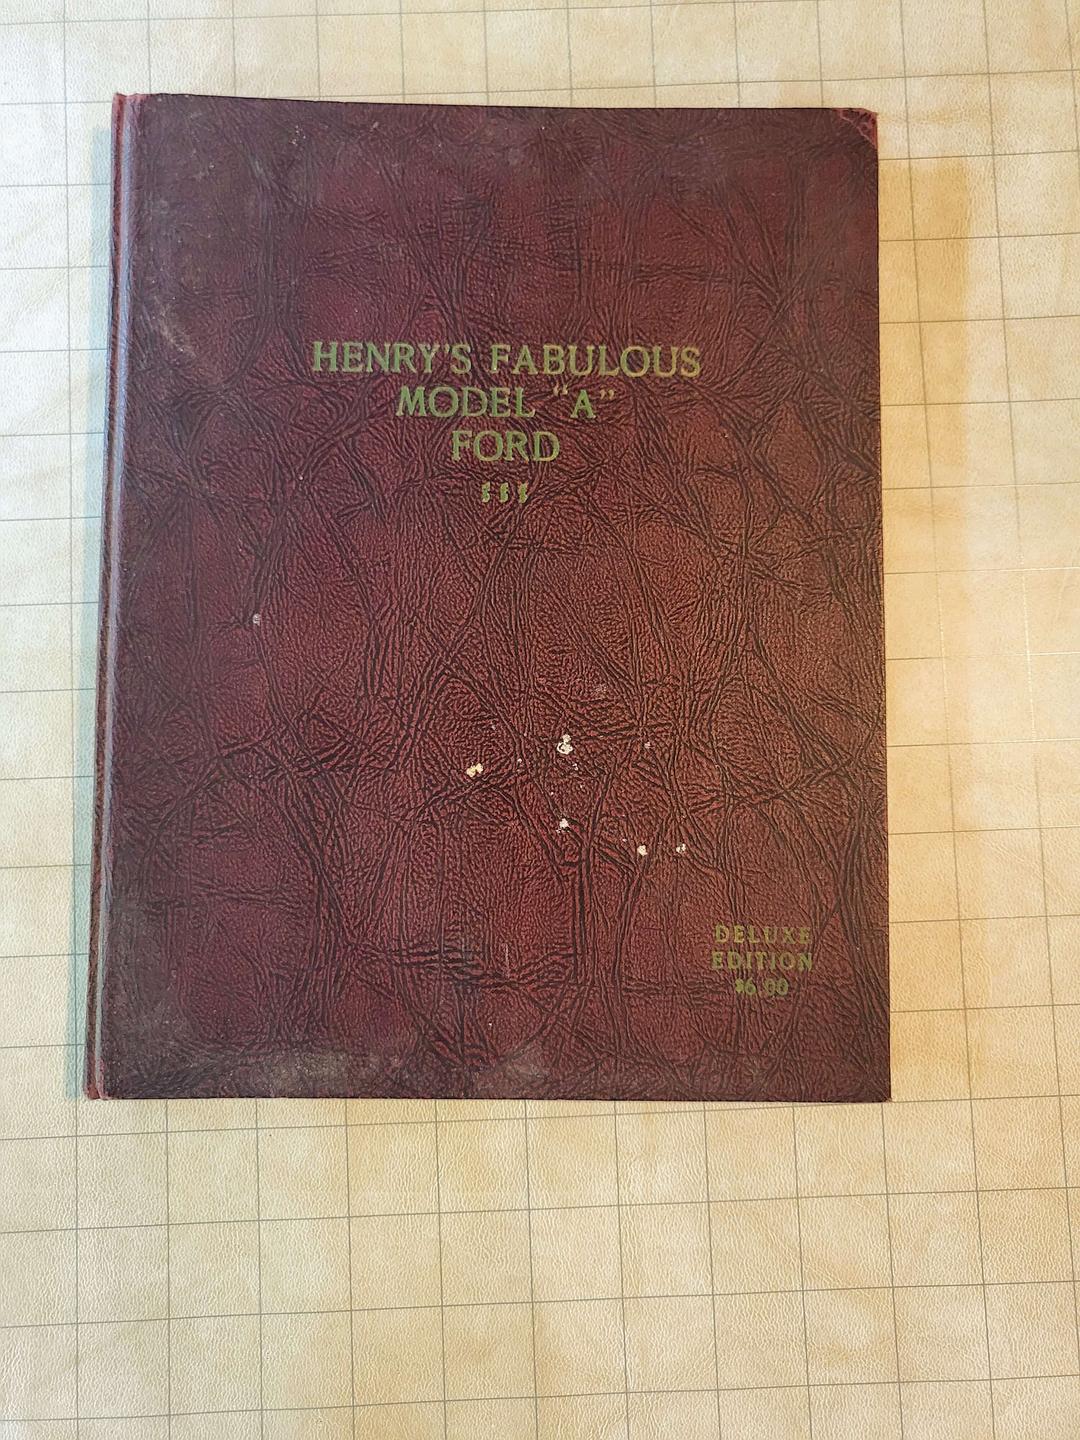 HENRY'S FABULOUS
MODEL "A"
FORD
DELUXE
EDITION
$6.00